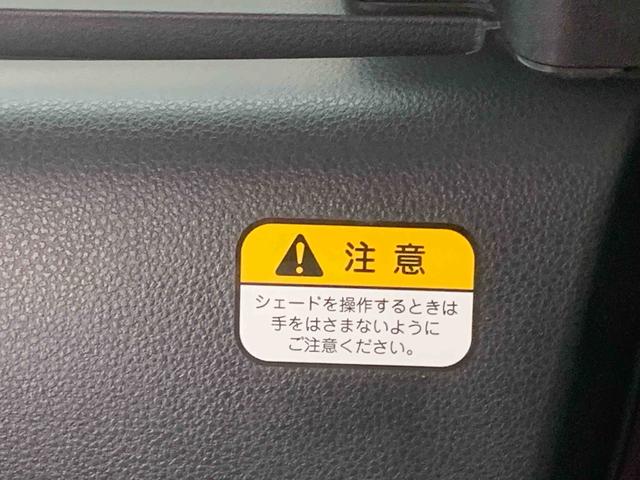 注意
シェードを操作するときは
手をはさまないように
ご注意ください。